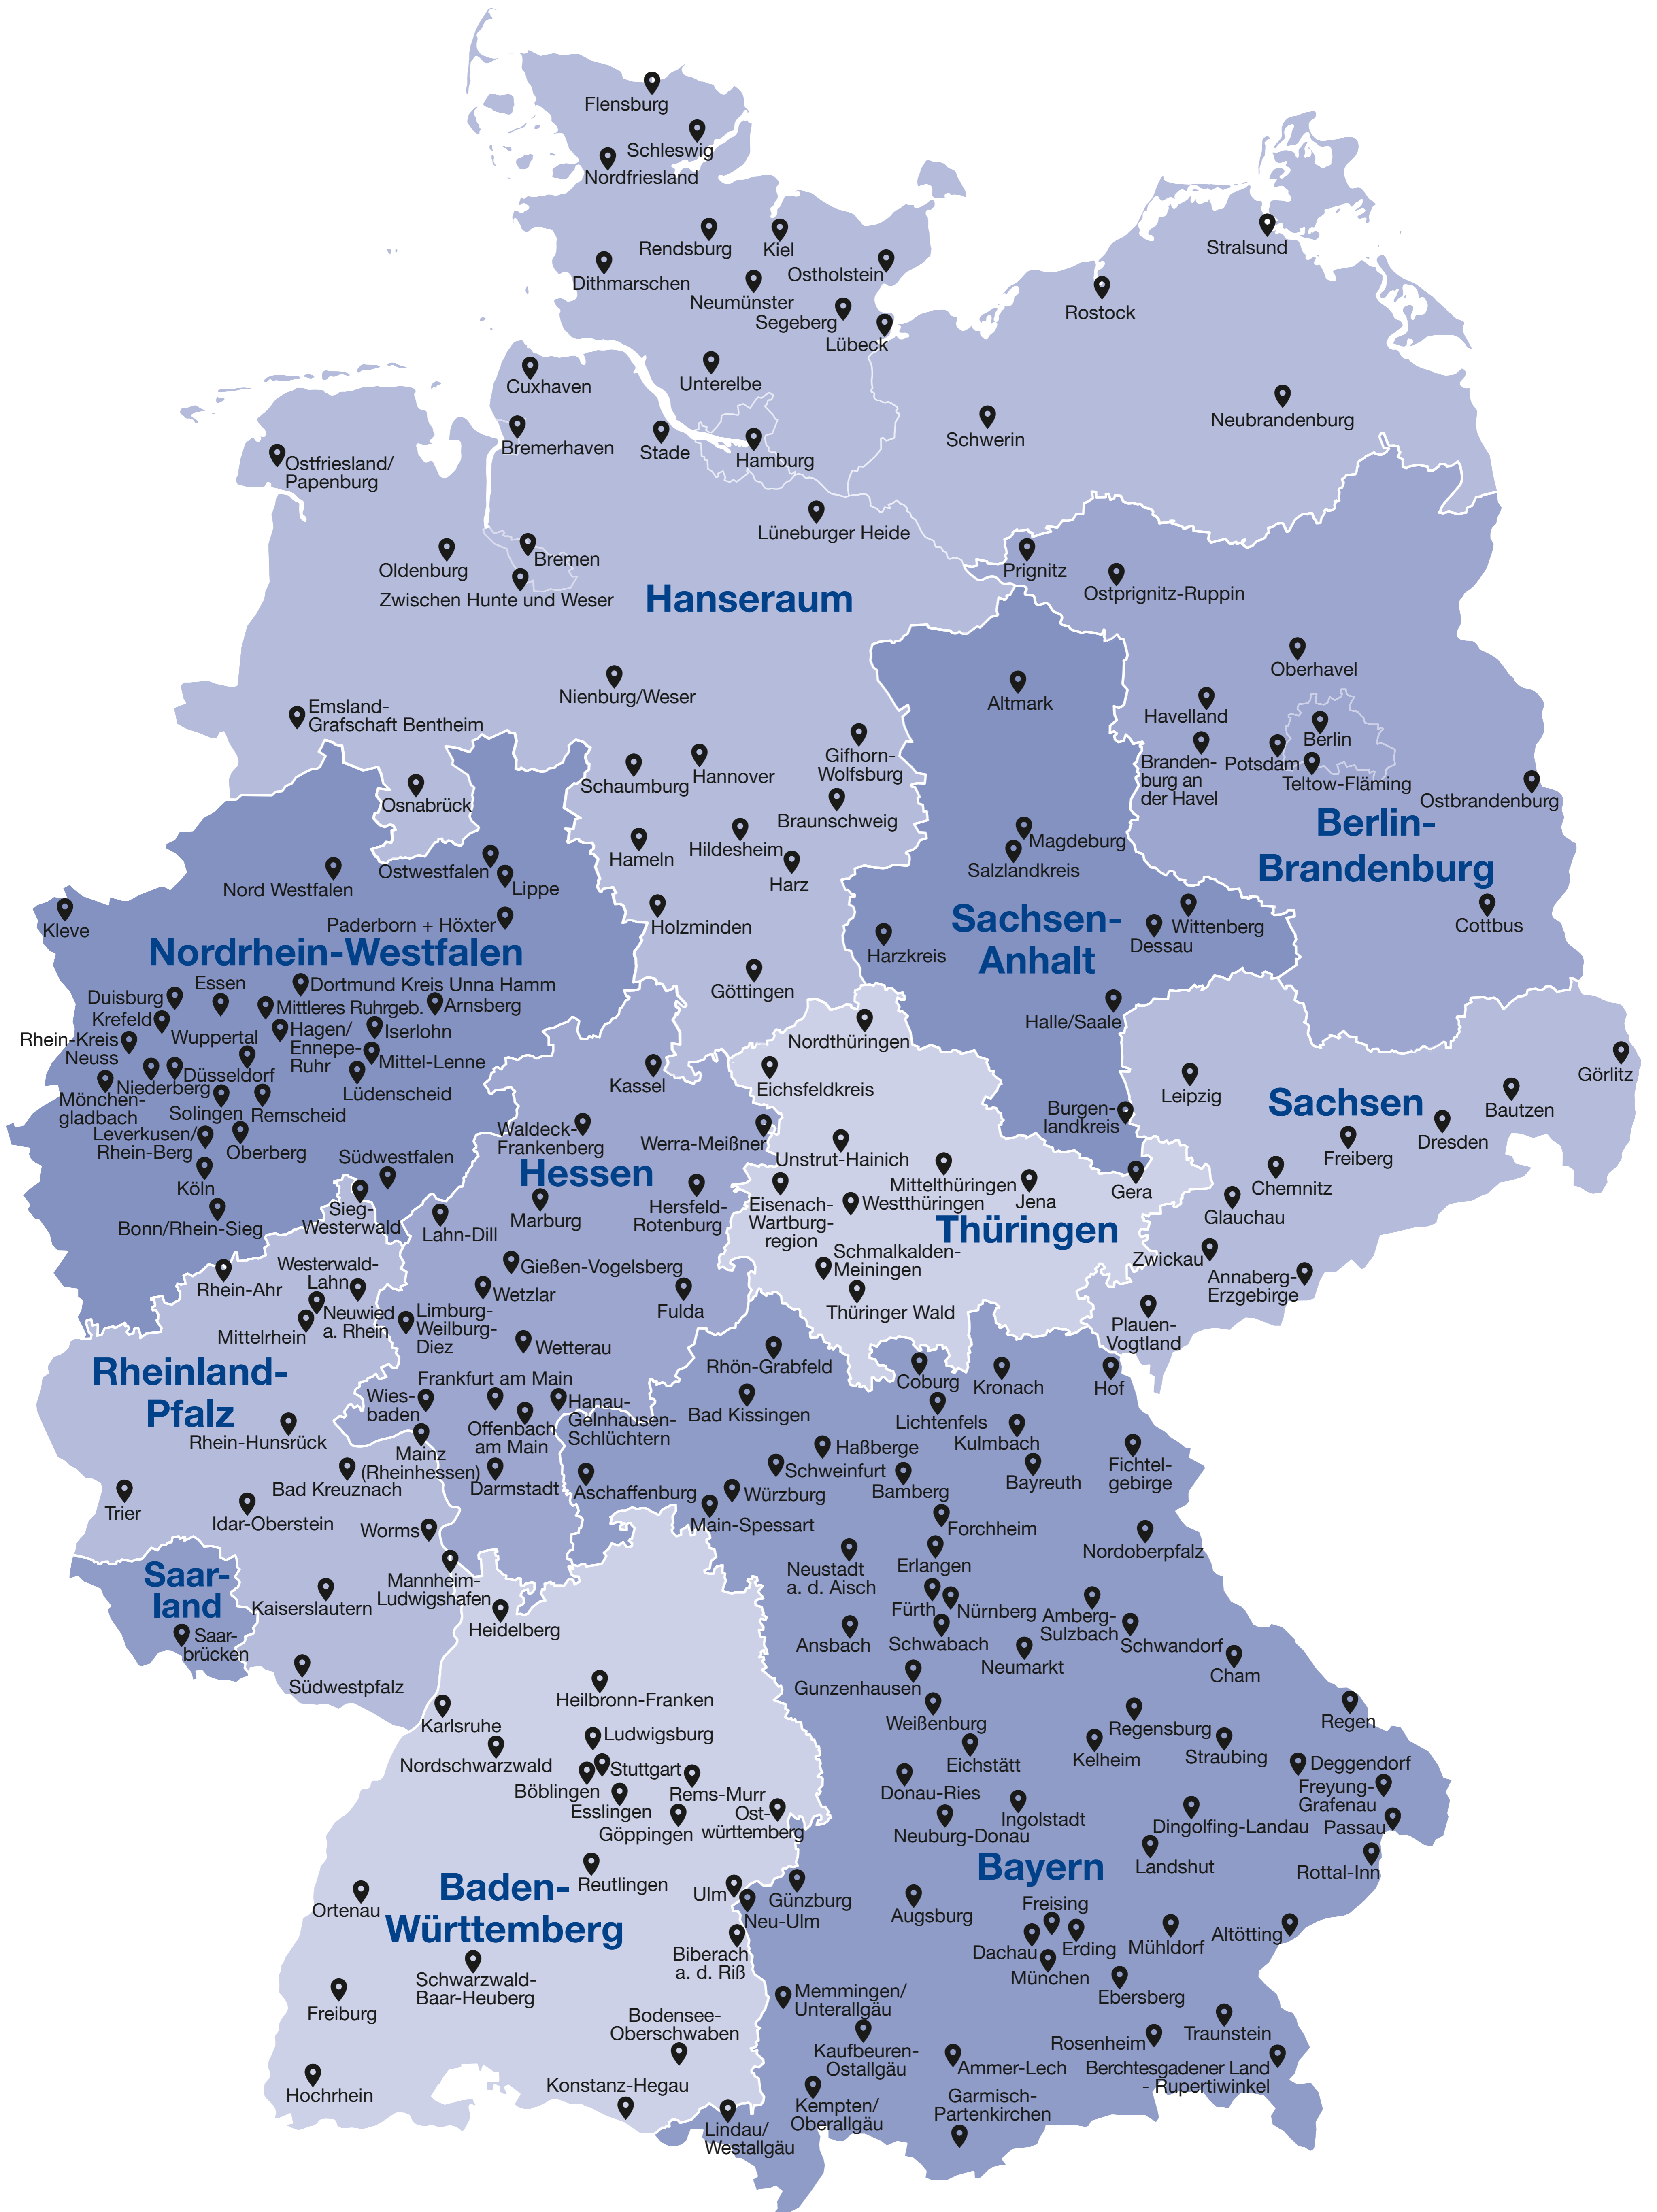 Flensburg
Schleswig
Nordfriesland
Rendsburg
Kiel
Ostholstein
Dithmarschen
Neumünster
Segeberg
Lübeck
Stralsund
Rostock
Unterelbe
Cuxhaven
Bremerhaven
Stade
Hamburg
Schwerin
Neubrandenburg
Ostfriesland/
Papenburg
Lüneburger Heide
Oldenburg
Bremen
Zwischen Hunte und Weser
Hanseraum
Prignitz
Ostprignitz-Ruppin
Oberhavel
Nienburg/Weser
Altmark
Havelland
Berlin
Emsland-
Grafschaft Bentheim
Gifhorn-
Wolfsburg
Branden-
burg an
der Havel
Potsdam
Teltow-Fläming
Ostbrandenburg
Schaumburg
Hannover
Osnabrück
Braunschweig
Berlin-
Brandenburg
Hameln
Hildesheim
Harz
Magdeburg
Salzlandkreis
Nord Westfalen
Ostwestfalen
Lippe
Kleve
Paderborn + Höxter
Holzminden
Sachsen-
Anhalt
Wittenberg
Dessau
Cottbus
Nordrhein-Westfalen
Harzkreis
Göttingen
Essen
Dortmund Kreis Unna Hamm
Duisburg
Mittleres Ruhrgeb.
Arnsberg
Krefeld
Wuppertal
Hagen/
Ennepe-
Ruhr
Iserlohn
Rhein-Kreis
Neuss
Mittel-Lenne
Düsseldorf
Niederberg
Lüdenscheid
Mönchen-
gladbach
Solingen
Remscheid
Leverkusen/
Rhein-Berg
Oberberg
Köln
Südwestfalen
Bonn/Rhein-Sieg
Halle/Saale
Nordthüringen
Kassel
Eichsfeldkreis
Leipzig
Görlitz
Sachsen
Bautzen
Burgen-
landkreis
Dresden
Freiberg
Waldeck-
Frankenberg
Werra-Meißner
Unstrut-Hainich
Hessen
Chemnitz
Mittelthüringen
Jena
Gera
Sieg-
Westerwald
Lahn-Dill
Marburg
Hersfeld-
Rotenburg
Eisenach-
Wartburg-
region
Westthüringen
Thüringen
Glauchau
Zwickau
Annaberg-
Erzgebirge
Schmalkalden-
Meiningen
Thüringer Wald
Plauen-
Vogtland
Rhein-Ahr
Westerwald-
Lahn
Gießen-Vogelsberg
Wetzlar
Fulda
Neuwied
a. Rhein
Mittelrhein
Limburg-
Weilburg-
Diez
Wetterau
Rheinland-
Pfalz
Frankfurt am Main
Wies-
baden
Hanau-
Gelnhausen-
Schlüchtern
Offenbach
am Main
Rhein-Hunsrück
Mainz
(Rheinhessen)
Darmstadt
Bad Kreuznach
Trier
Idar-Oberstein
Worms
Saar-
land
Saar-
brücken
Kaiserslautern
Mannheim-
Ludwigshafen
Südwestpfalz
Heidelberg
Rhön-Grabfeld
Coburg
Kronach
Hof
Bad Kissingen
Lichtenfels
Kulmbach
Haßberge
Schweinfurt
Bayreuth
Fichtel-
gebirge
Bamberg
Aschaffenburg
Würzburg
Main-Spessart
Forchheim
Erlangen
Nordoberpfalz
Neustadt
a. d. Aisch
Fürth
Nürnberg
Amberg-
Sulzbach
Ansbach
Schwabach
Schwandorf
Neumarkt
Cham
Gunzenhausen
Weißenburg
Regensburg
Regen
Eichstätt
Kelheim
Straubing
Deggendorf
Freyung-
Grafenau
Donau-Ries
Ingolstadt
Neuburg-Donau
Dingolfing-Landau
Passau
Bayern
Landshut
Rottal-Inn
Heilbronn-Franken
Karlsruhe
Ludwigsburg
Nordschwarzwald
Stuttgart
Böblingen
Rems-Murr
Esslingen
Ost-
württemberg
Göppingen
Reutlingen
Baden-
Württemberg
Ulm
Günzburg
Neu-Ulm
Ortenau
Biberach
a. d. Riß
Schwarzwald-
Baar-Heuberg
Freiburg
Bodensee-
Oberschwaben
Hochrhein
Konstanz-Hegau
Augsburg
Freising
Dachau
Erding
Mühldorf
Altötting
München
Ebersberg
Memmingen/
Unterallgäu
Kaufbeuren-
Ostallgäu
Traunstein
Rosenheim
Ammer-Lech
Berchtesgadener Land
- Rupertiwinkel
Kempten/
Oberallgäu
Garmisch-
Partenkirchen
Lindau/
Westallgäu